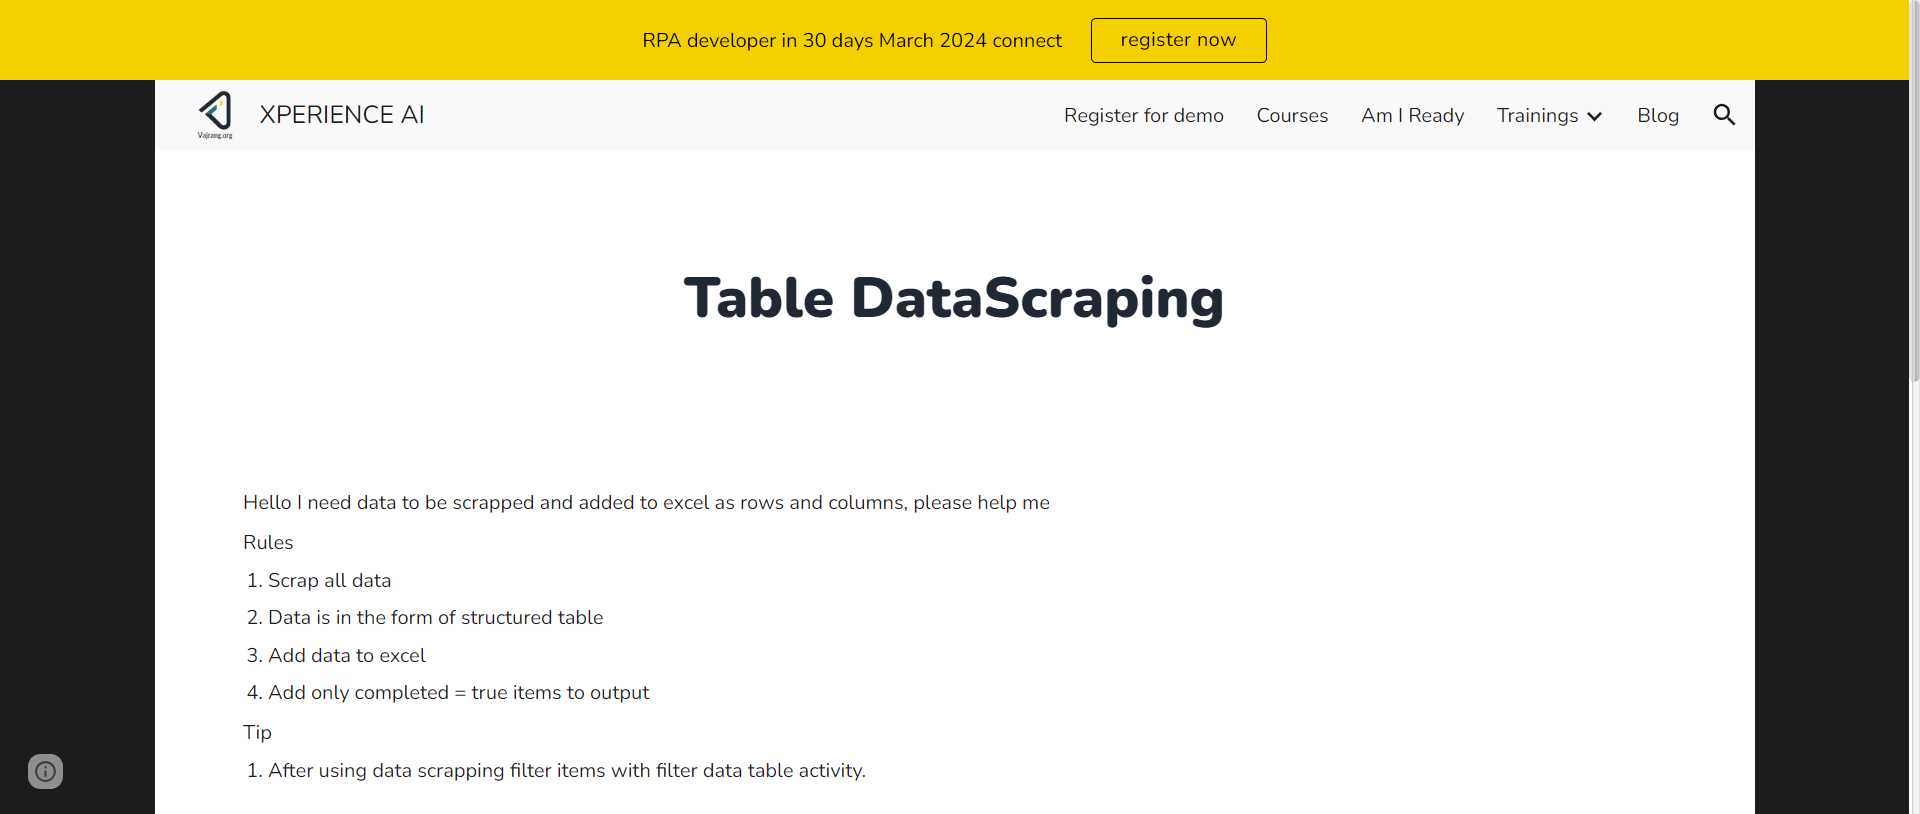 RPA developer in 30 days March 2024 connect register now
Vajrang.org
XPERIENCE AI Register for demo Courses Am I Ready Trainings Blog
Table DataScraping
Hello I need data to be scrapped and added to excel as rows and columns, please help me
Rules
1. Scrap all data
2. Data is in the form of structured table
3. Add data to excel
4. Add only completed = true items to output
Tip
1. After using data scrapping filter items with filter data table activity.